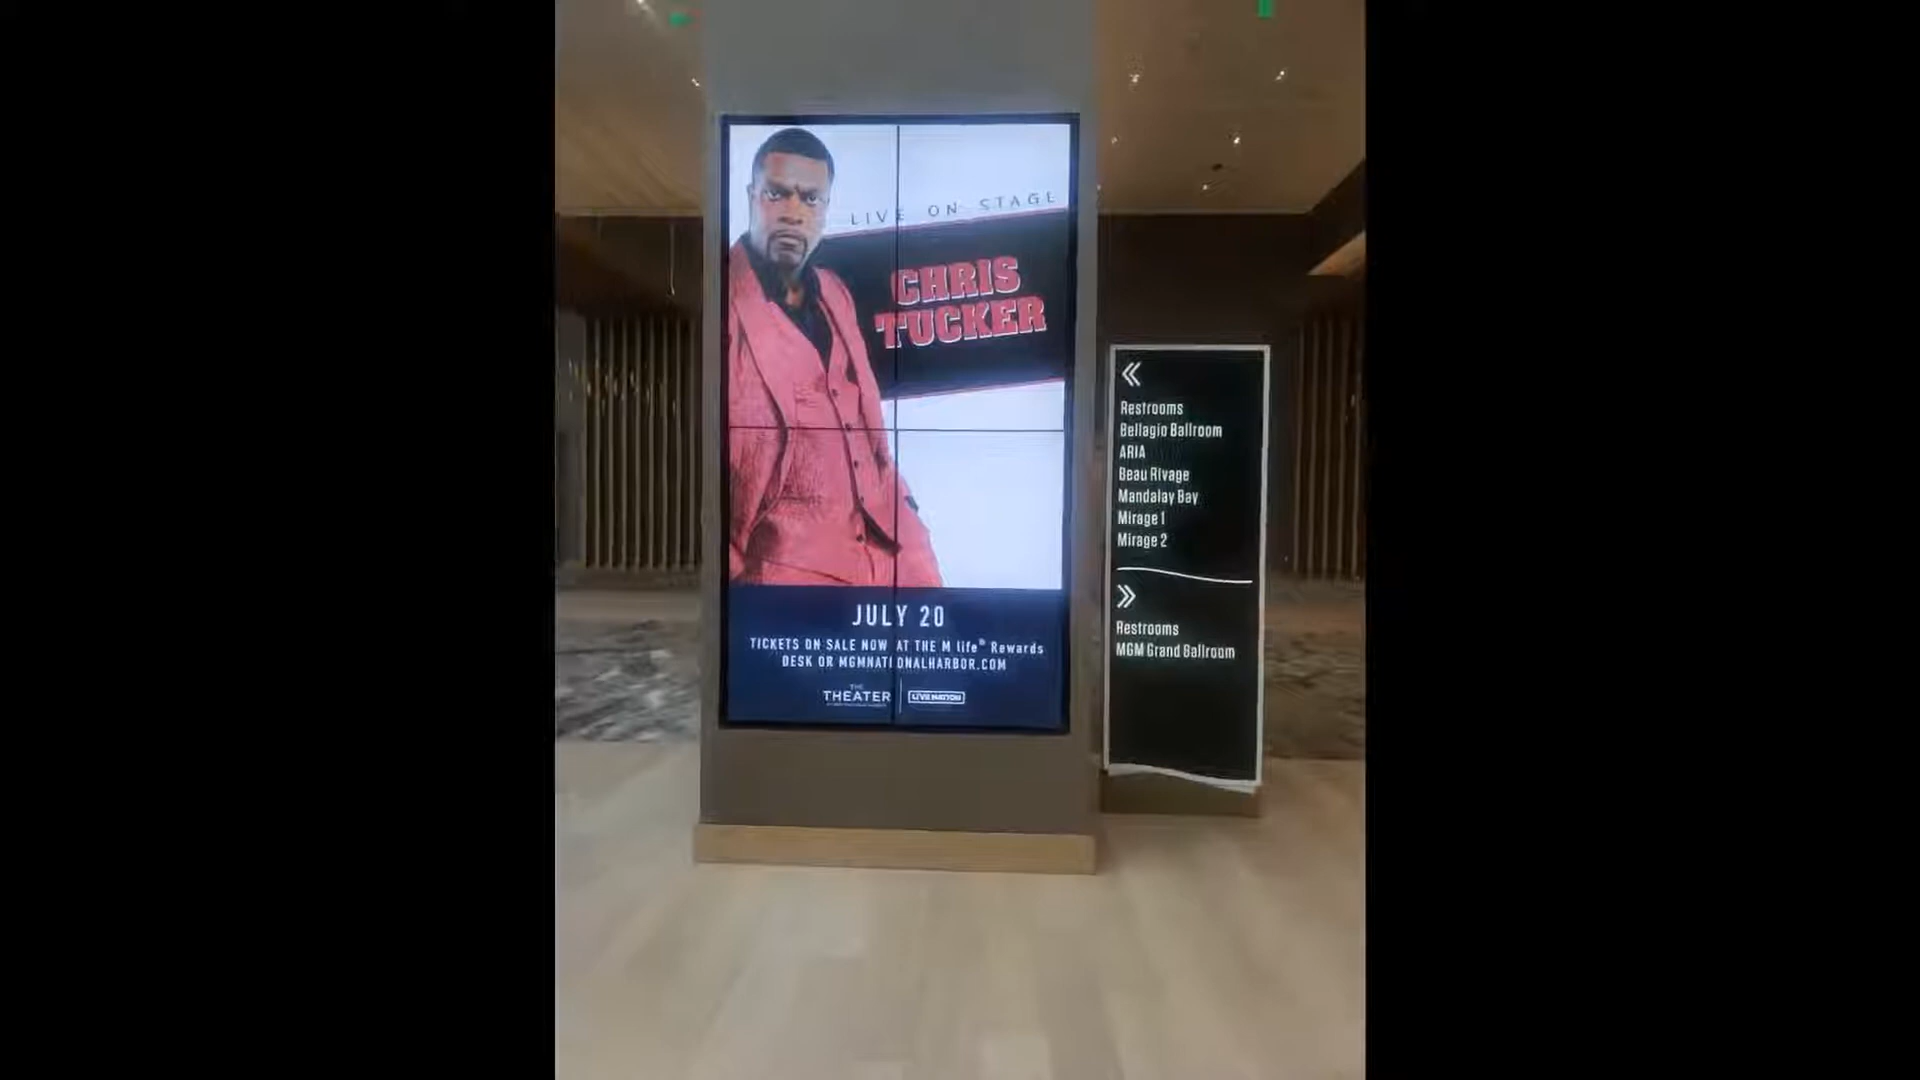 LIVE ON STAGE
CHRIS
TUCKER
JULY 20
TICKETS ON SALE NOW AT THE M life® Rewards
DESK OR MGMNATIONALHARBOR.COM
THE
THEATER
LIVE NATION
«
Restrooms
Bellagio Ballroom
ARIA
Beau Rivage
Mandalay Bay
Mirage 1
Mirage 2
»
Restrooms
MGM Grand Ballroom